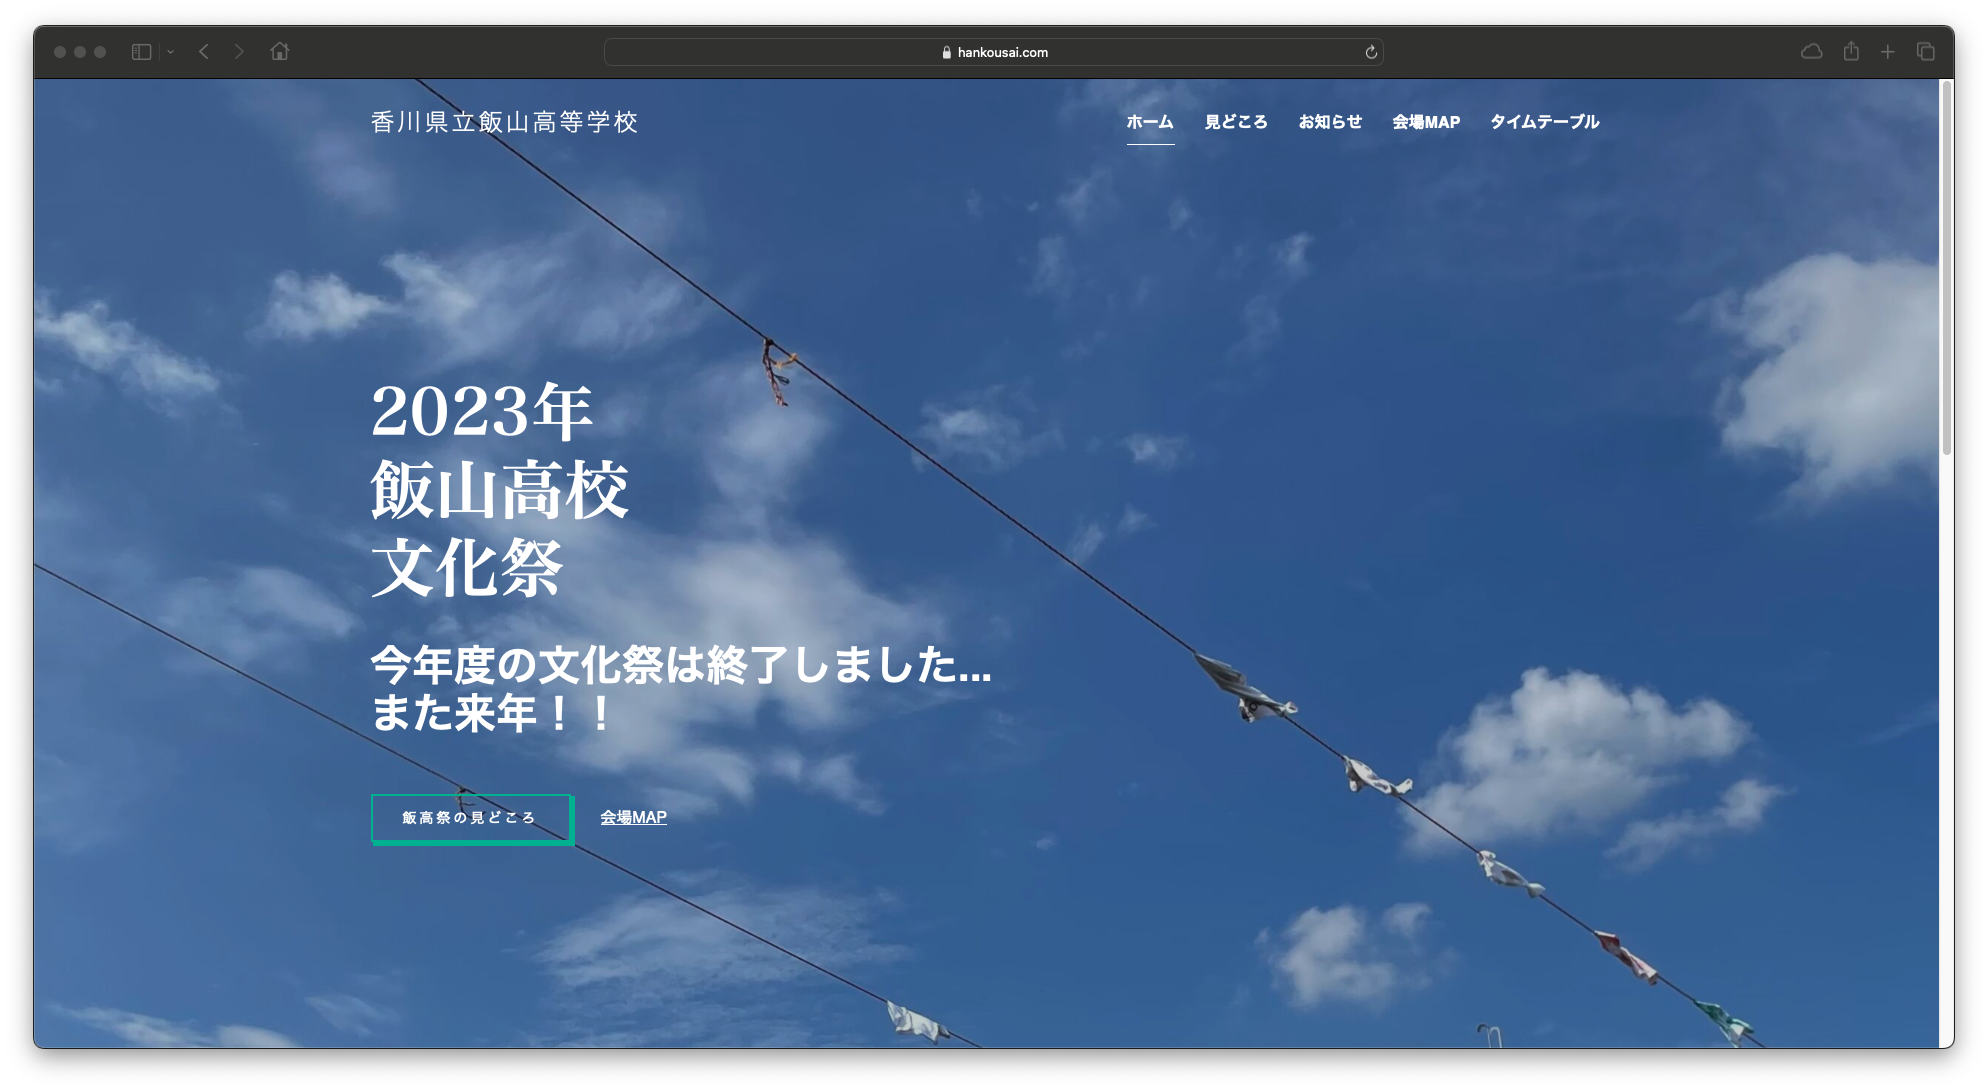 hankousai.com
香川県立飯山高等学校
ホーム 見どころ お知らせ 会場MAP タイムテーブル
2023年
飯山高校
文化祭
今年度の文化祭は終了しました...
また来年！！
飯高祭の見どころ 会場MAP